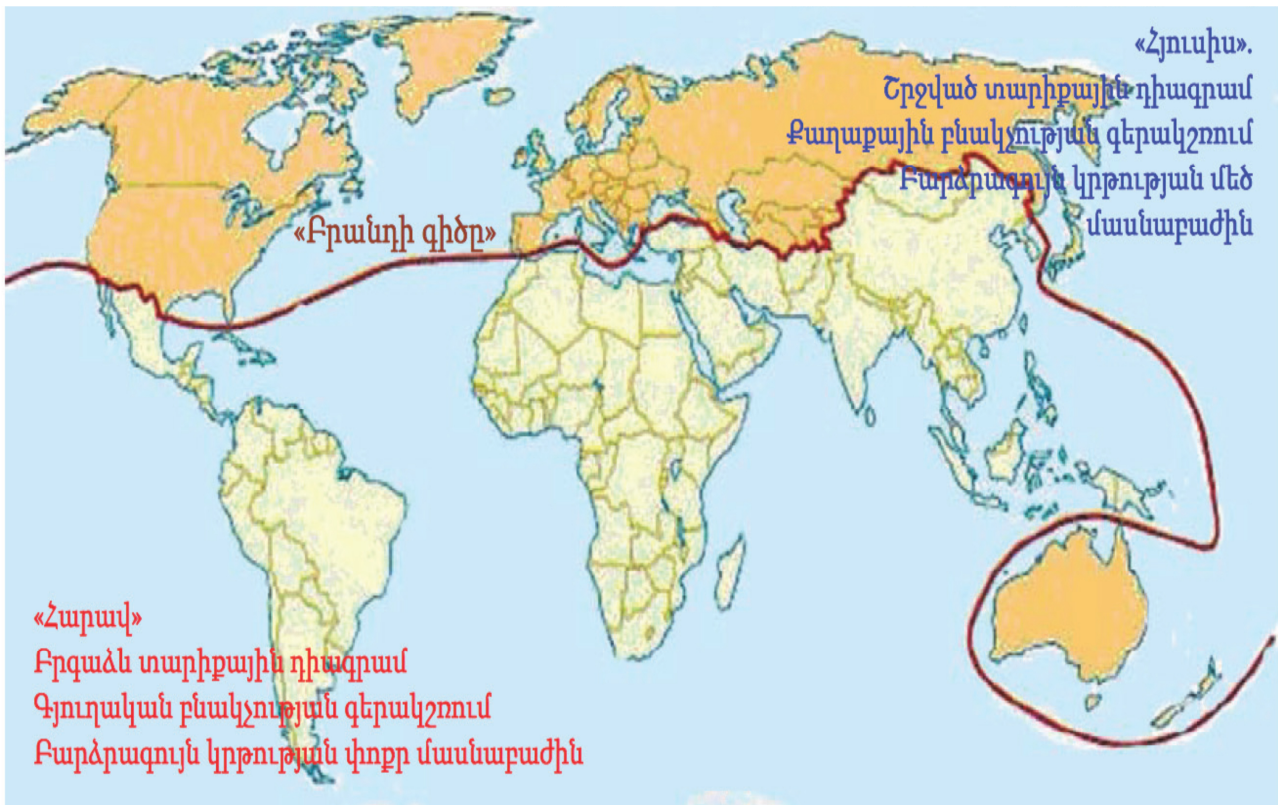 «Հյուսիս».
Շրջված տարիքային դիագրամ
Քաղաքային բնակչության գերակշռում
Բարձրագույն կրթության մեծ
մասնաբաժին
«Բրանդի գիծը»
«Հարավ»
Բրգաձև տարիքային դիագրամ
Գյուղական բնակչության գերակշռում
Բարձրագույն կրթության փոքր մասնաբաժին